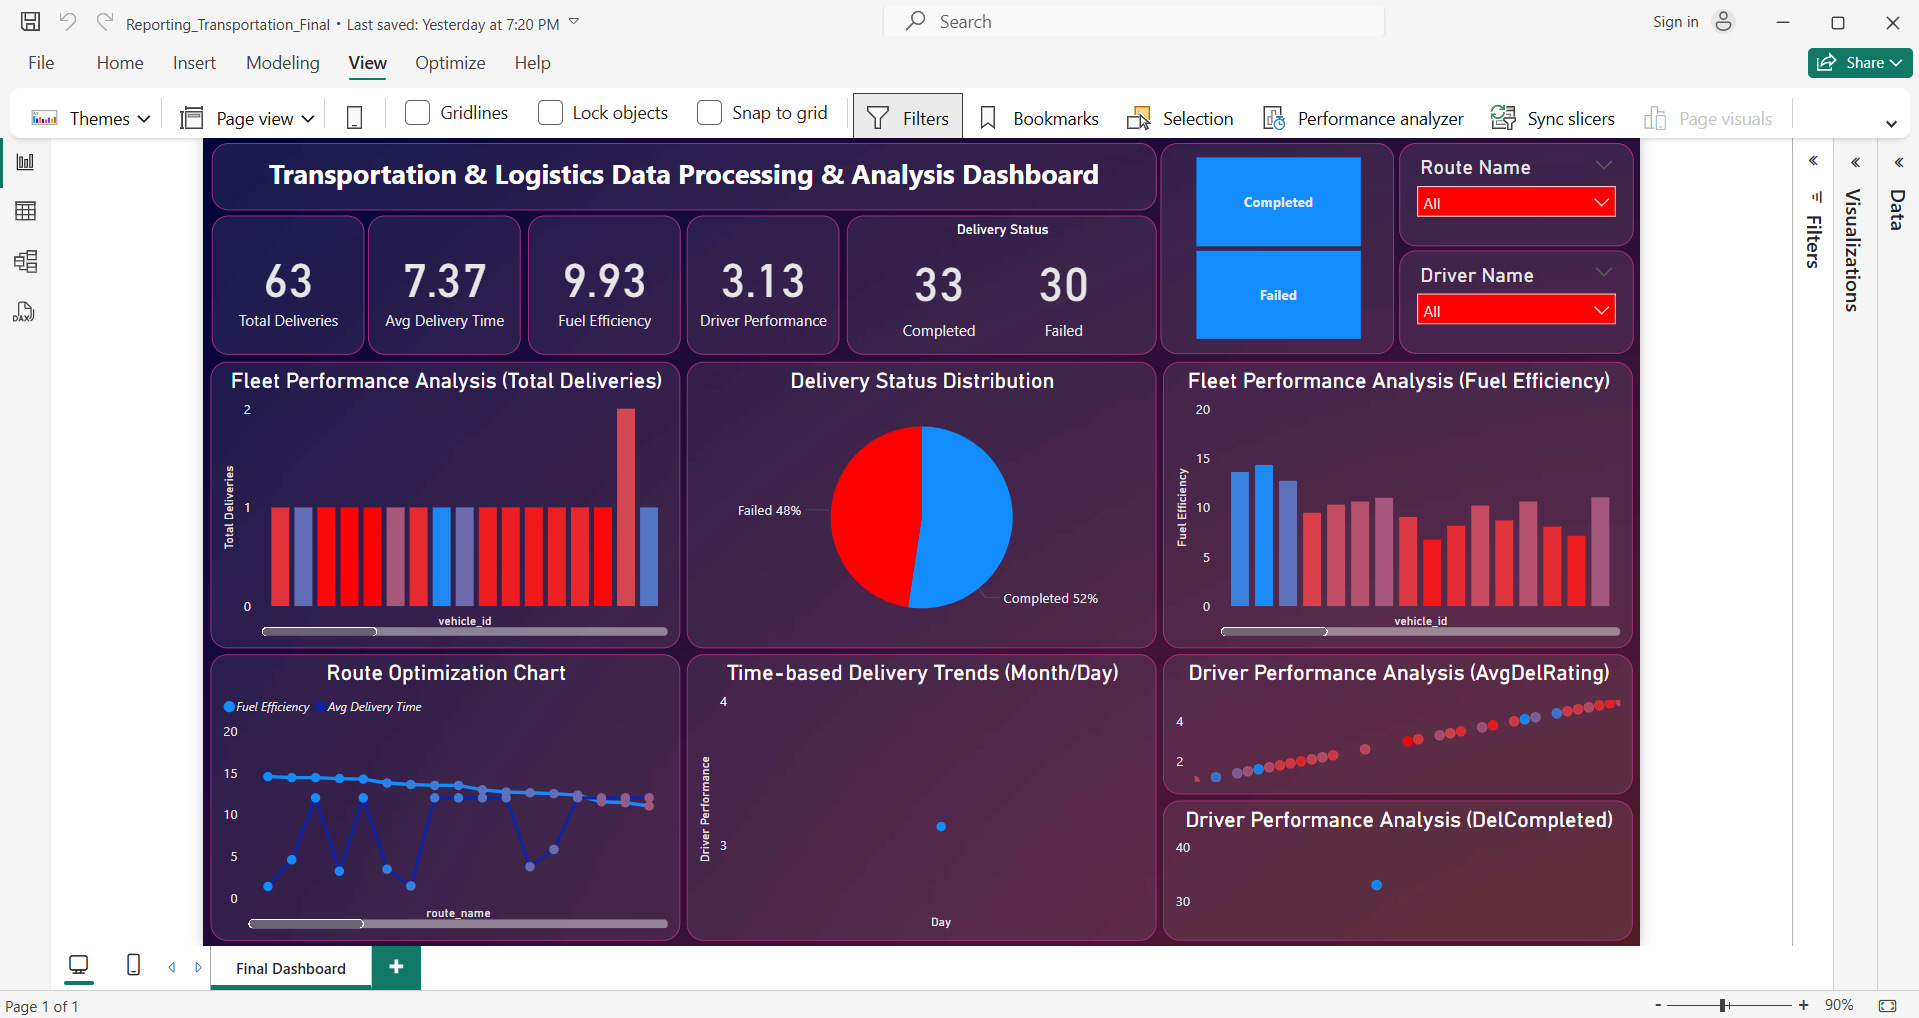 Reporting_Transportation_Final • Last saved: Yesterday at 7:20 PM
Search
Sign in
File
Home
Insert
Modeling
View
Optimize
Help
Share
Themes
Page view
Gridlines
Lock objects
Snap to grid
Filters
Bookmarks
Selection
Performance analyzer
Sync slicers
Page visuals
DAX
Transportation & Logistics Data Processing & Analysis Dashboard
63
Total Deliveries
7.37
Avg Delivery Time
9.93
Fuel Efficiency
3.13
Driver Performance
Delivery Status
33
Completed
30
Failed
Completed
Failed
Route Name
All
Driver Name
All
Filters
Visualizations
Data
Fleet Performance Analysis (Total Deliveries)
Total Deliveries
2
1
0
vehicle_id
Delivery Status Distribution
Failed 48%
Completed 52%
Fleet Performance Analysis (Fuel Efficiency)
Fuel Efficiency
20
15
10
5
0
vehicle_id
Route Optimization Chart
Fuel Efficiency
Avg Delivery Time
20
15
10
5
0
route_name
Time-based Delivery Trends (Month/Day)
Driver Performance
4
3
Day
Driver Performance Analysis (AvgDelRating)
4
2
Driver Performance Analysis (DelCompleted)
40
30
Final Dashboard
+
Page 1 of 1
- + 90%